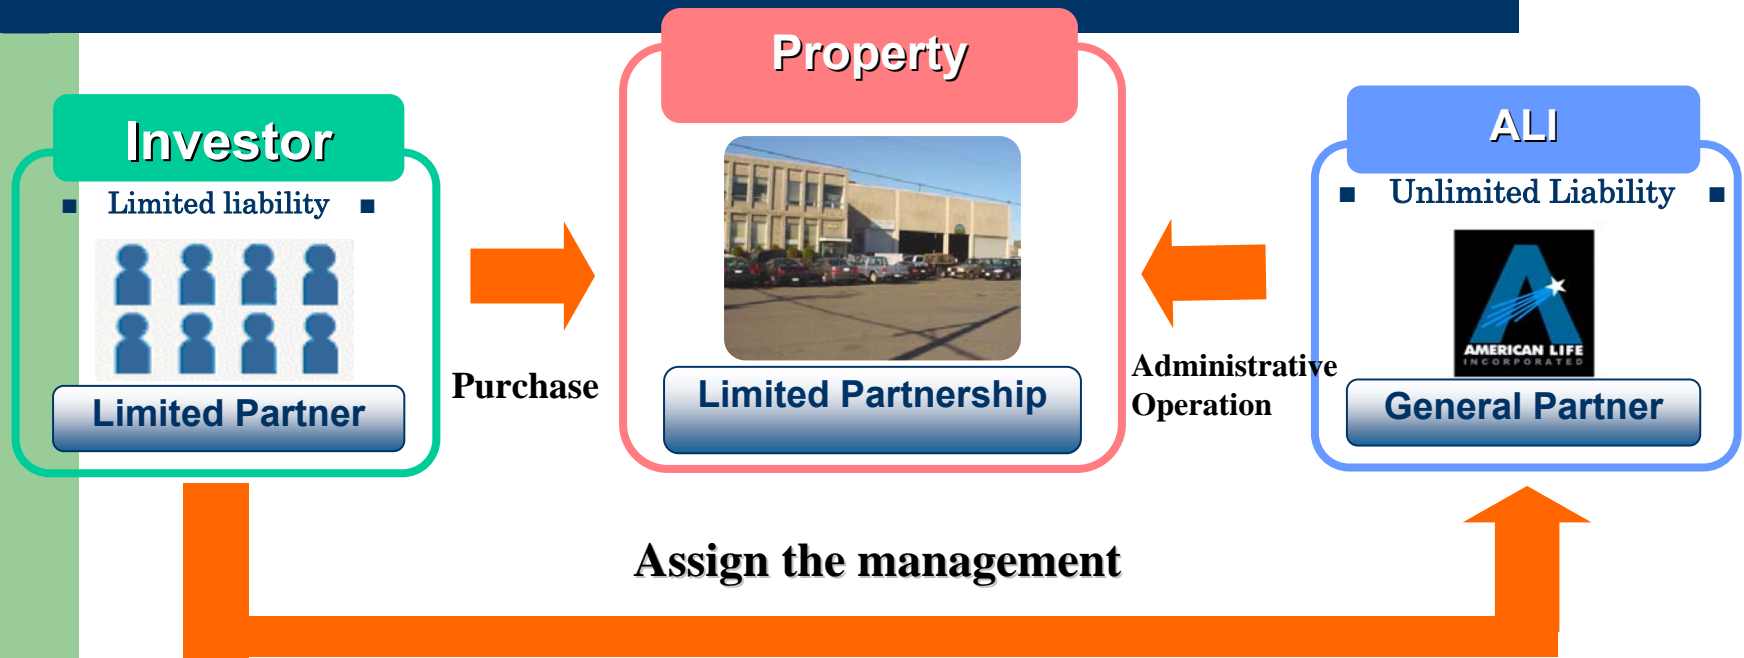 Property
Investor
ALI
Limited liability
Unlimited Liability
AMERICAN LIFE
INCORPORATED
Purchase
Administrative
Operation
Limited Partner
Limited Partnership
General Partner
Assign the management